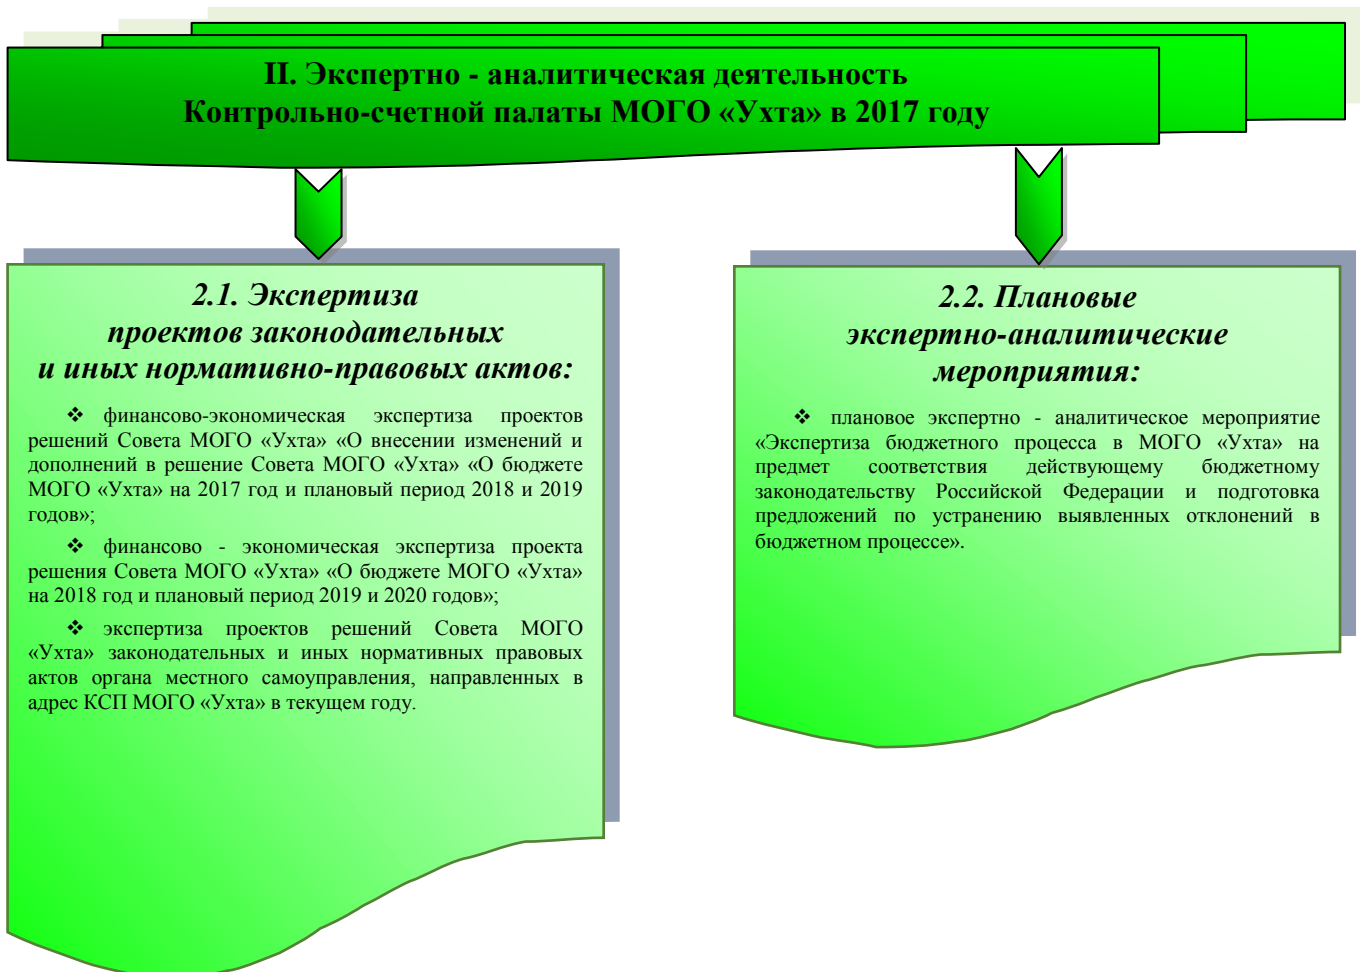 II. Экспертно - аналитическая деятельность
Контрольно-счетной палаты МОГО «Ухта» в 2017 году
2.1. Экспертиза
проектов законодательных
и иных нормативно-правовых актов:
❖ финансово-экономическая экспертиза проектов
решений Совета МОГО «Ухта» «О внесении изменений и
дополнений в решение Совета МОГО «Ухта» «О бюджете
МОГО «Ухта» на 2017 год и плановый период 2018 и 2019
годов»;
❖ финансово - экономическая экспертиза проекта
решения Совета МОГО «Ухта» «О бюджете МОГО «Ухта»
на 2018 год и плановый период 2019 и 2020 годов»;
❖ экспертиза проектов решений Совета МОГО
«Ухта» законодательных и иных нормативных правовых
актов органа местного самоуправления, направленных в
адрес КСП МОГО «Ухта» в текущем году.
2.2. Плановые
экспертно-аналитические
мероприятия:
❖ плановое экспертно - аналитическое мероприятие
«Экспертиза бюджетного процесса в МОГО «Ухта» на
предмет соответствия действующему бюджетному
законодательству Российской Федерации и подготовка
предложений по устранению выявленных отклонений в
бюджетном процессе».